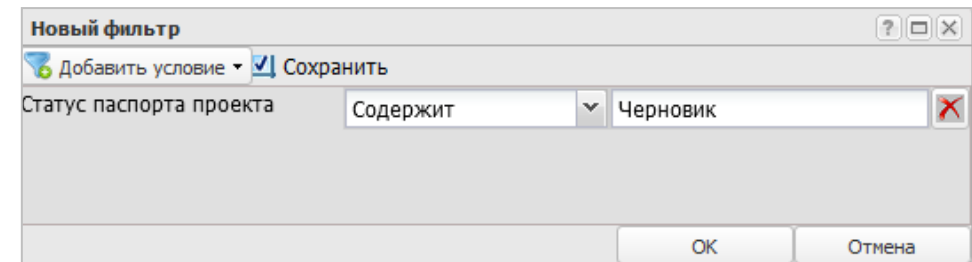 Новый фильтр ?
Добавить условие Сохранить
Статус паспорта проекта Содержит Черновик
OK Отмена